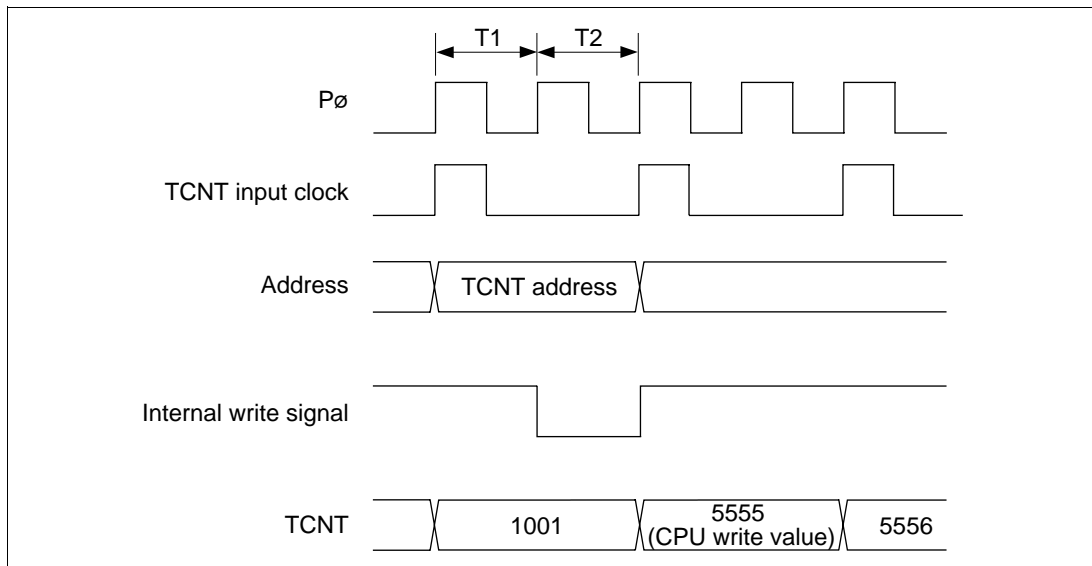 T1 T2
Pø
TCNT input clock
Address TCNT address
Internal write signal
TCNT 1001 5555 5556
(CPU write value)